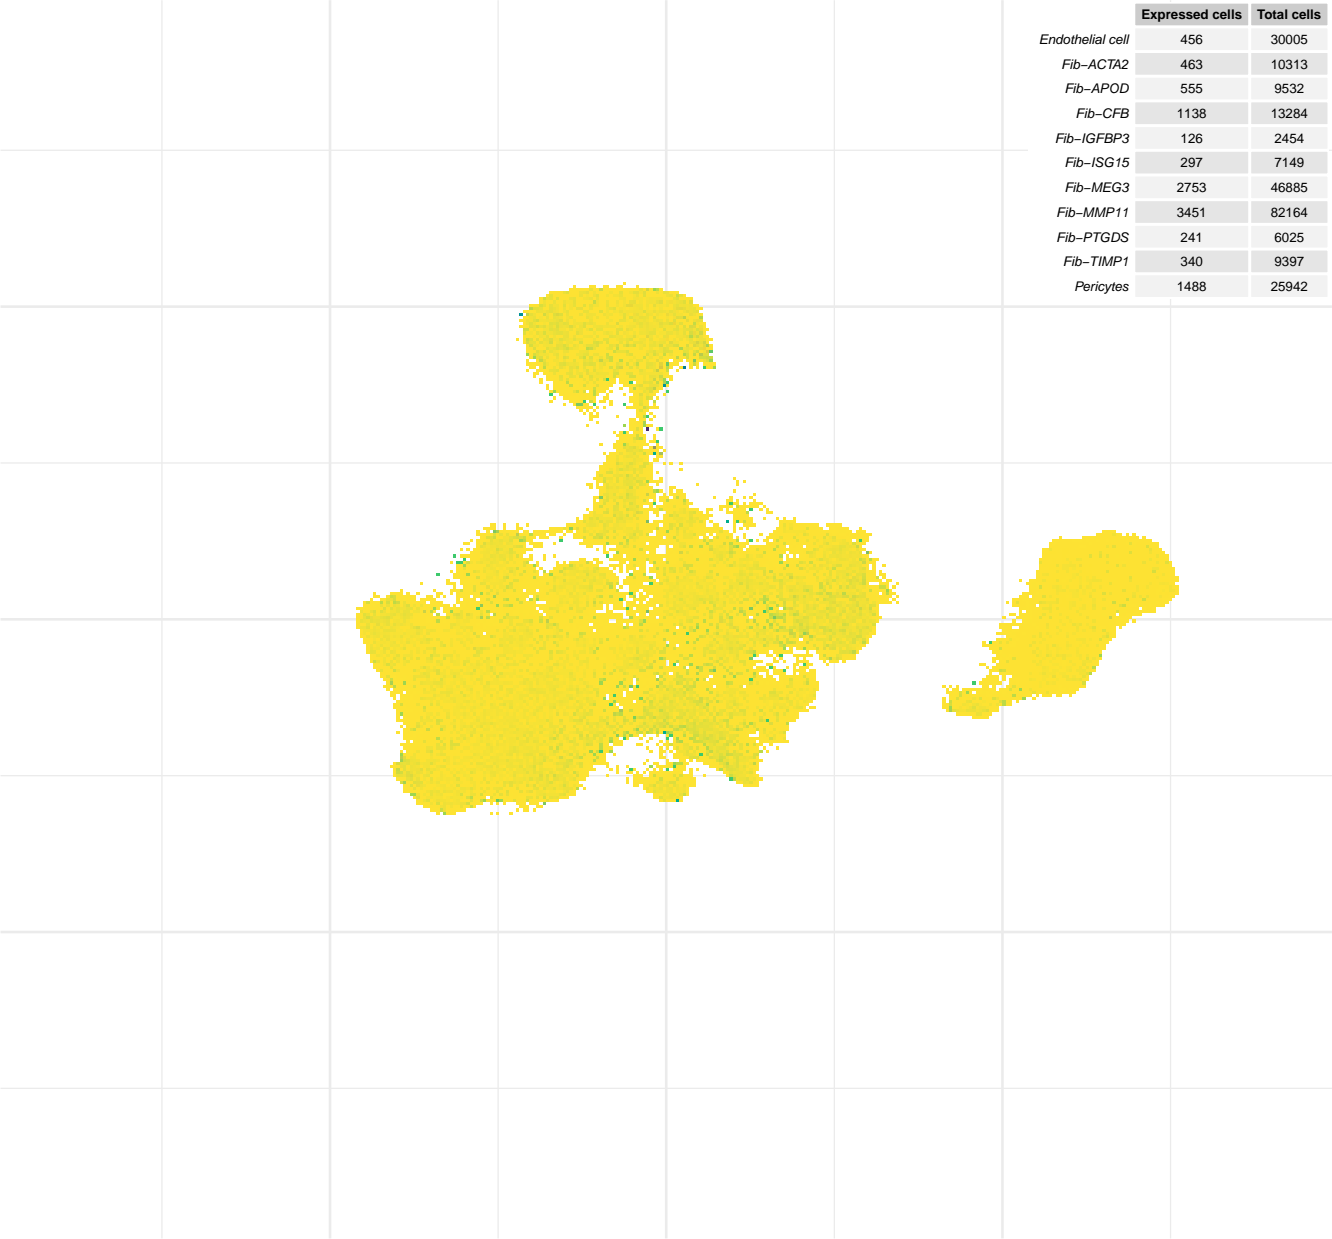 Expressed cells Total cells
Endothelial cell 456 30005
Fib−ACTA2 463 10313
Fib−APOD 555 9532
Fib−CFB 1138 13284
Fib−IGFBP3 126 2454
Fib−ISG15 297 7149
Fib−MEG3 2753 46885
Fib−MMP11 3451 82164
Fib−PTGDS 241 6025
Fib−TIMP1 340 9397
Pericytes 1488 25942